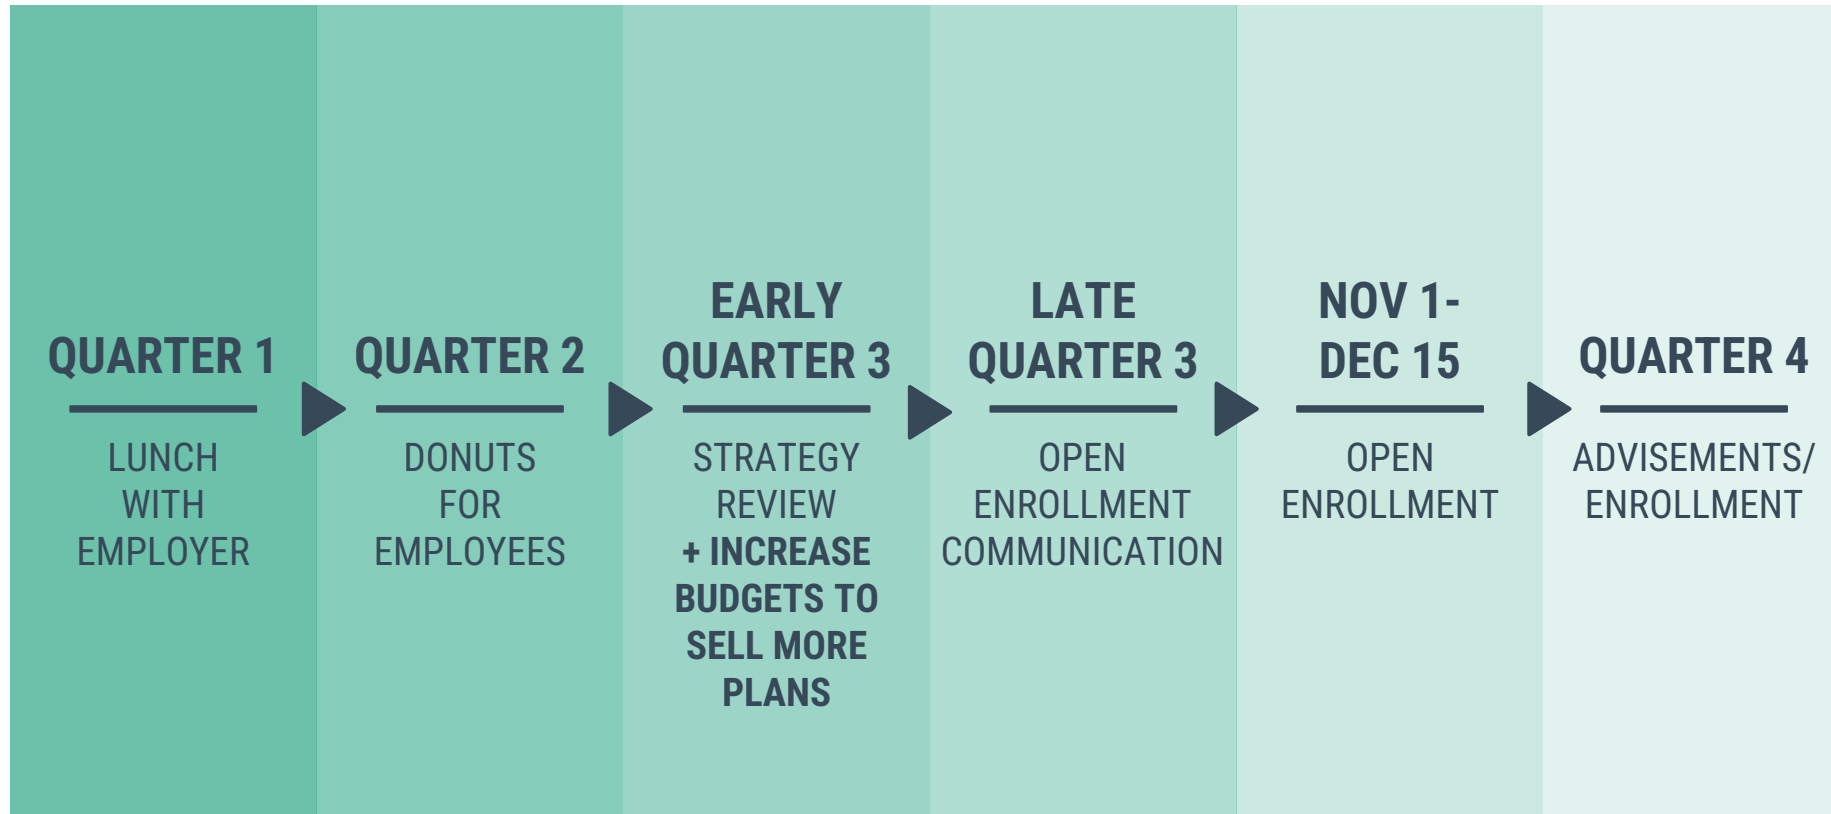 QUARTER 1
LUNCH
WITH
EMPLOYER
QUARTER 2
DONUTS
FOR
EMPLOYEES
EARLY
QUARTER 3
STRATEGY
REVIEW
+ INCREASE
BUDGETS TO
SELL MORE
PLANS
LATE
QUARTER 3
OPEN
ENROLLMENT
COMMUNICATION
NOV 1-
DEC 15
OPEN
ENROLLMENT
QUARTER 4
ADVISEMENTS/
ENROLLMENT